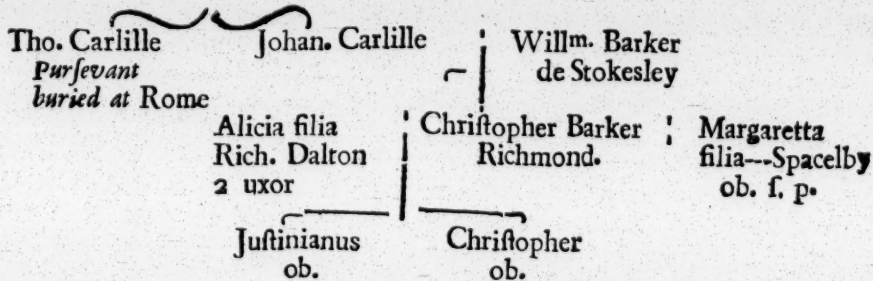 Tho. Carlille
Purſevant
buried at Rome
Johan. Carlille
Willm. Barker
de Stokesley
Alicia filia
Rich. Dalton
2 uxor
Chriſtopher Barker
Richmond.
Margaretta
filia---Spacelby
ob. ſ. p.
Juſtinianus
ob.
Chriſtopher
ob.